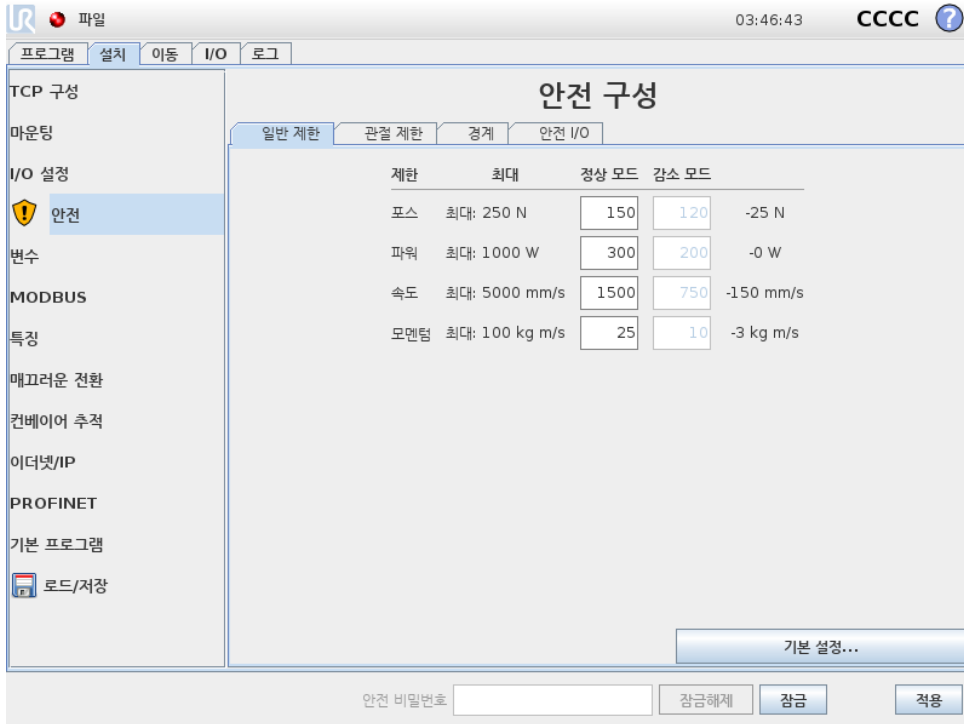 UR 파일 03:46:43 CCCC ?
프로그램 설치 이동 I/O 로그
TCP 구성
마운팅
I/O 설정
안전
변수
MODBUS
특징
매끄러운 전환
컨베이어 추적
이더넷/IP
PROFINET
기본 프로그램
로드/저장
안전 구성
일반 제한 관절 제한 경계 안전 I/O
제한 최대 정상 모드 감소 모드
포스 최대: 250 N 150 120 -25 N
파워 최대: 1000 W 300 200 -0 W
속도 최대: 5000 mm/s 1500 750 -150 mm/s
모멘텀 최대: 100 kg m/s 25 10 -3 kg m/s
기본 설정...
안전 비밀번호 잠금해제 잠금 적용